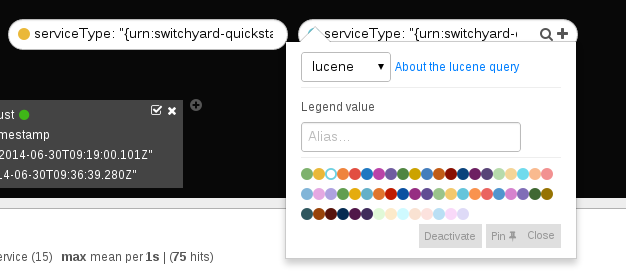 serviceType: "{urn:switchyard-quicksta
serviceType: "{urn:switchyard-q
lucene
About the lucene query
Legend value
Alias...
ust
mestamp
2014-06-30T09:19:00.101Z"
14-06-30T09:36:39.280Z"
Deactivate
Pin
Close
ervice (15) max mean per 1s | (75 hits)